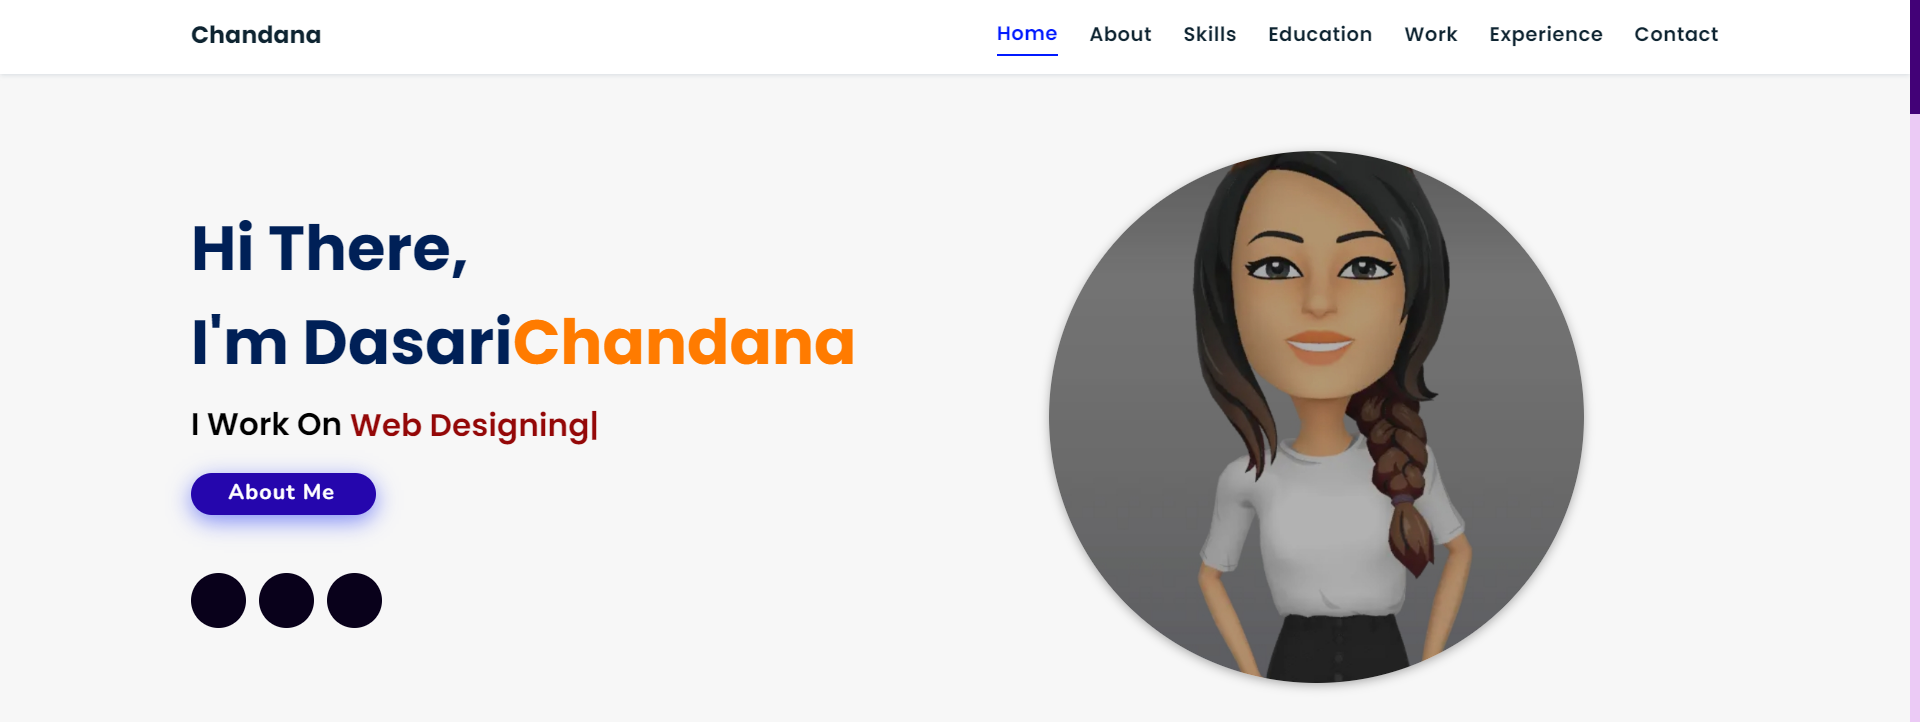 Chandana
Home About Skills Education Work Experience Contact
Hi There,
I'm DasariChandana
I Work On Web Designing|
About Me